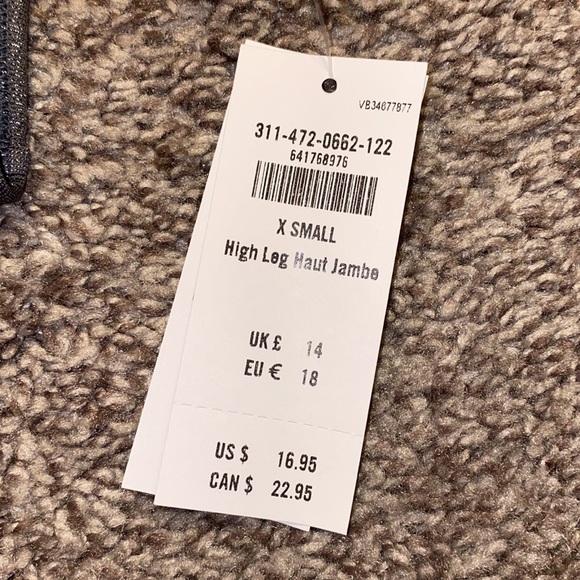 VB34677877
311-472-0662-122
641768976
X SMALL
High Leg Haut Jambe
UK £ 14
EU € 18
US $ 16.95
CAN $ 22.95